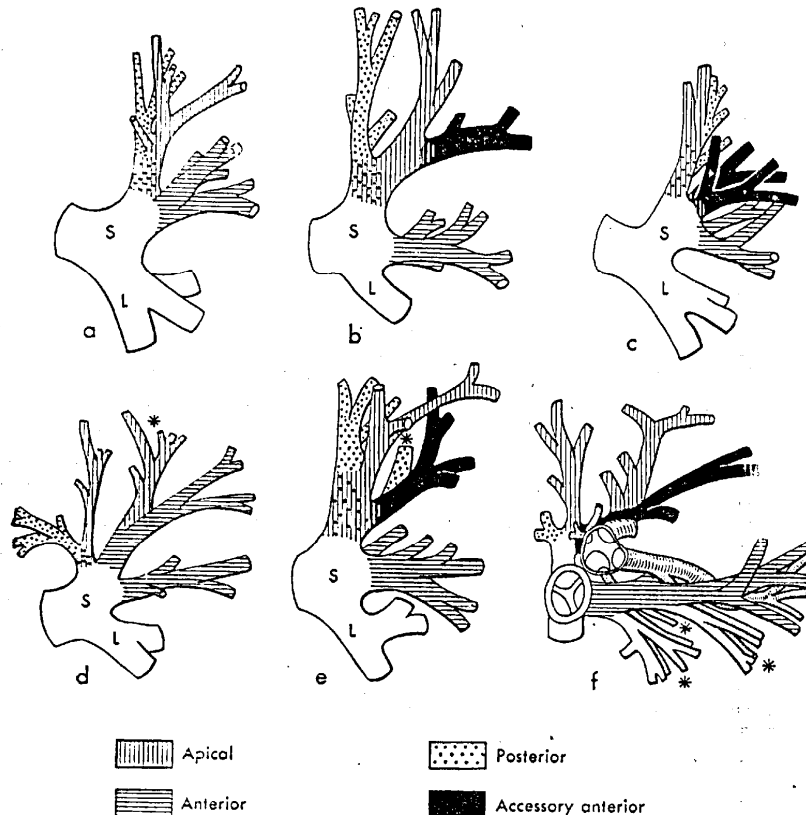 S
L
a
S
L
b
S
L
c
*
S
L
d
*
S
L
e
*
*
f
Apical
Posterior
Anterior
Accessory anterior